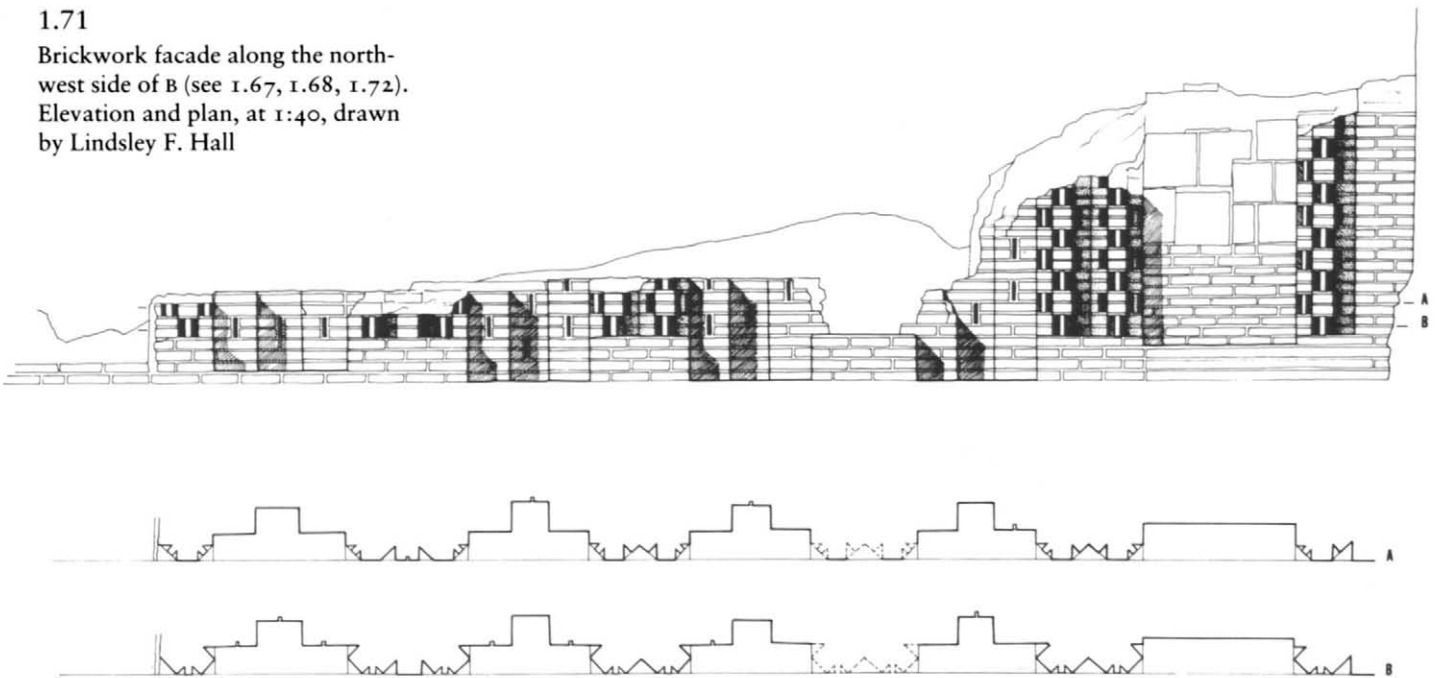 1.71
Brickwork facade along the north-
west side of B (see 1.67, 1.68, 1.72).
Elevation and plan, at 1:40, drawn
by Lindsley F. Hall
A
B
A
B